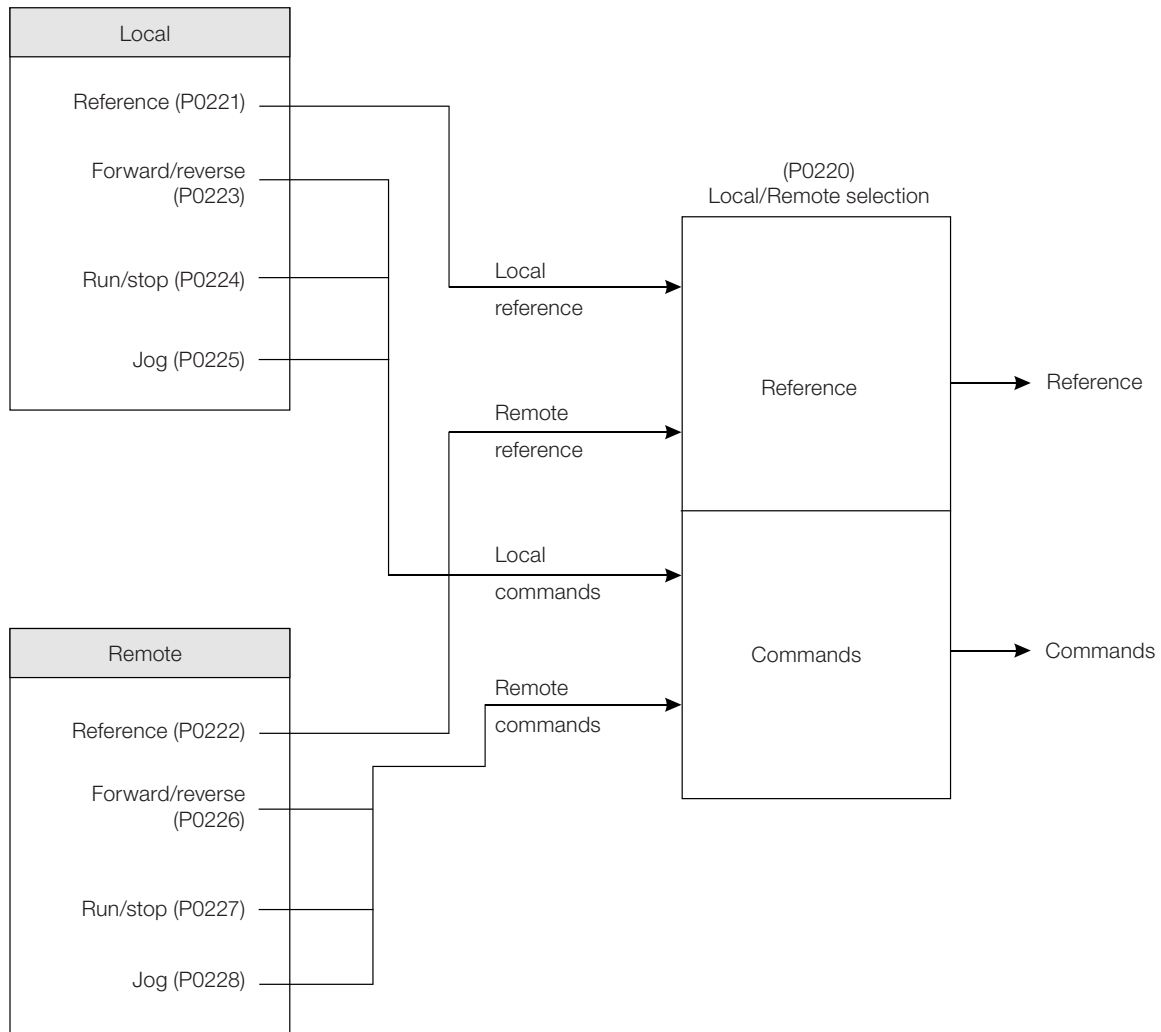 Local
Reference (P0221)
Forward/reverse
(P0223)
Run/stop (P0224)
Jog (P0225)
(P0220)
Local/Remote selection
Local
reference
Reference
Reference
Remote
reference
Local
commands
Commands
Commands
Remote
commands
Remote
Reference (P0222)
Forward/reverse
(P0226)
Run/stop (P0227)
Jog (P0228)